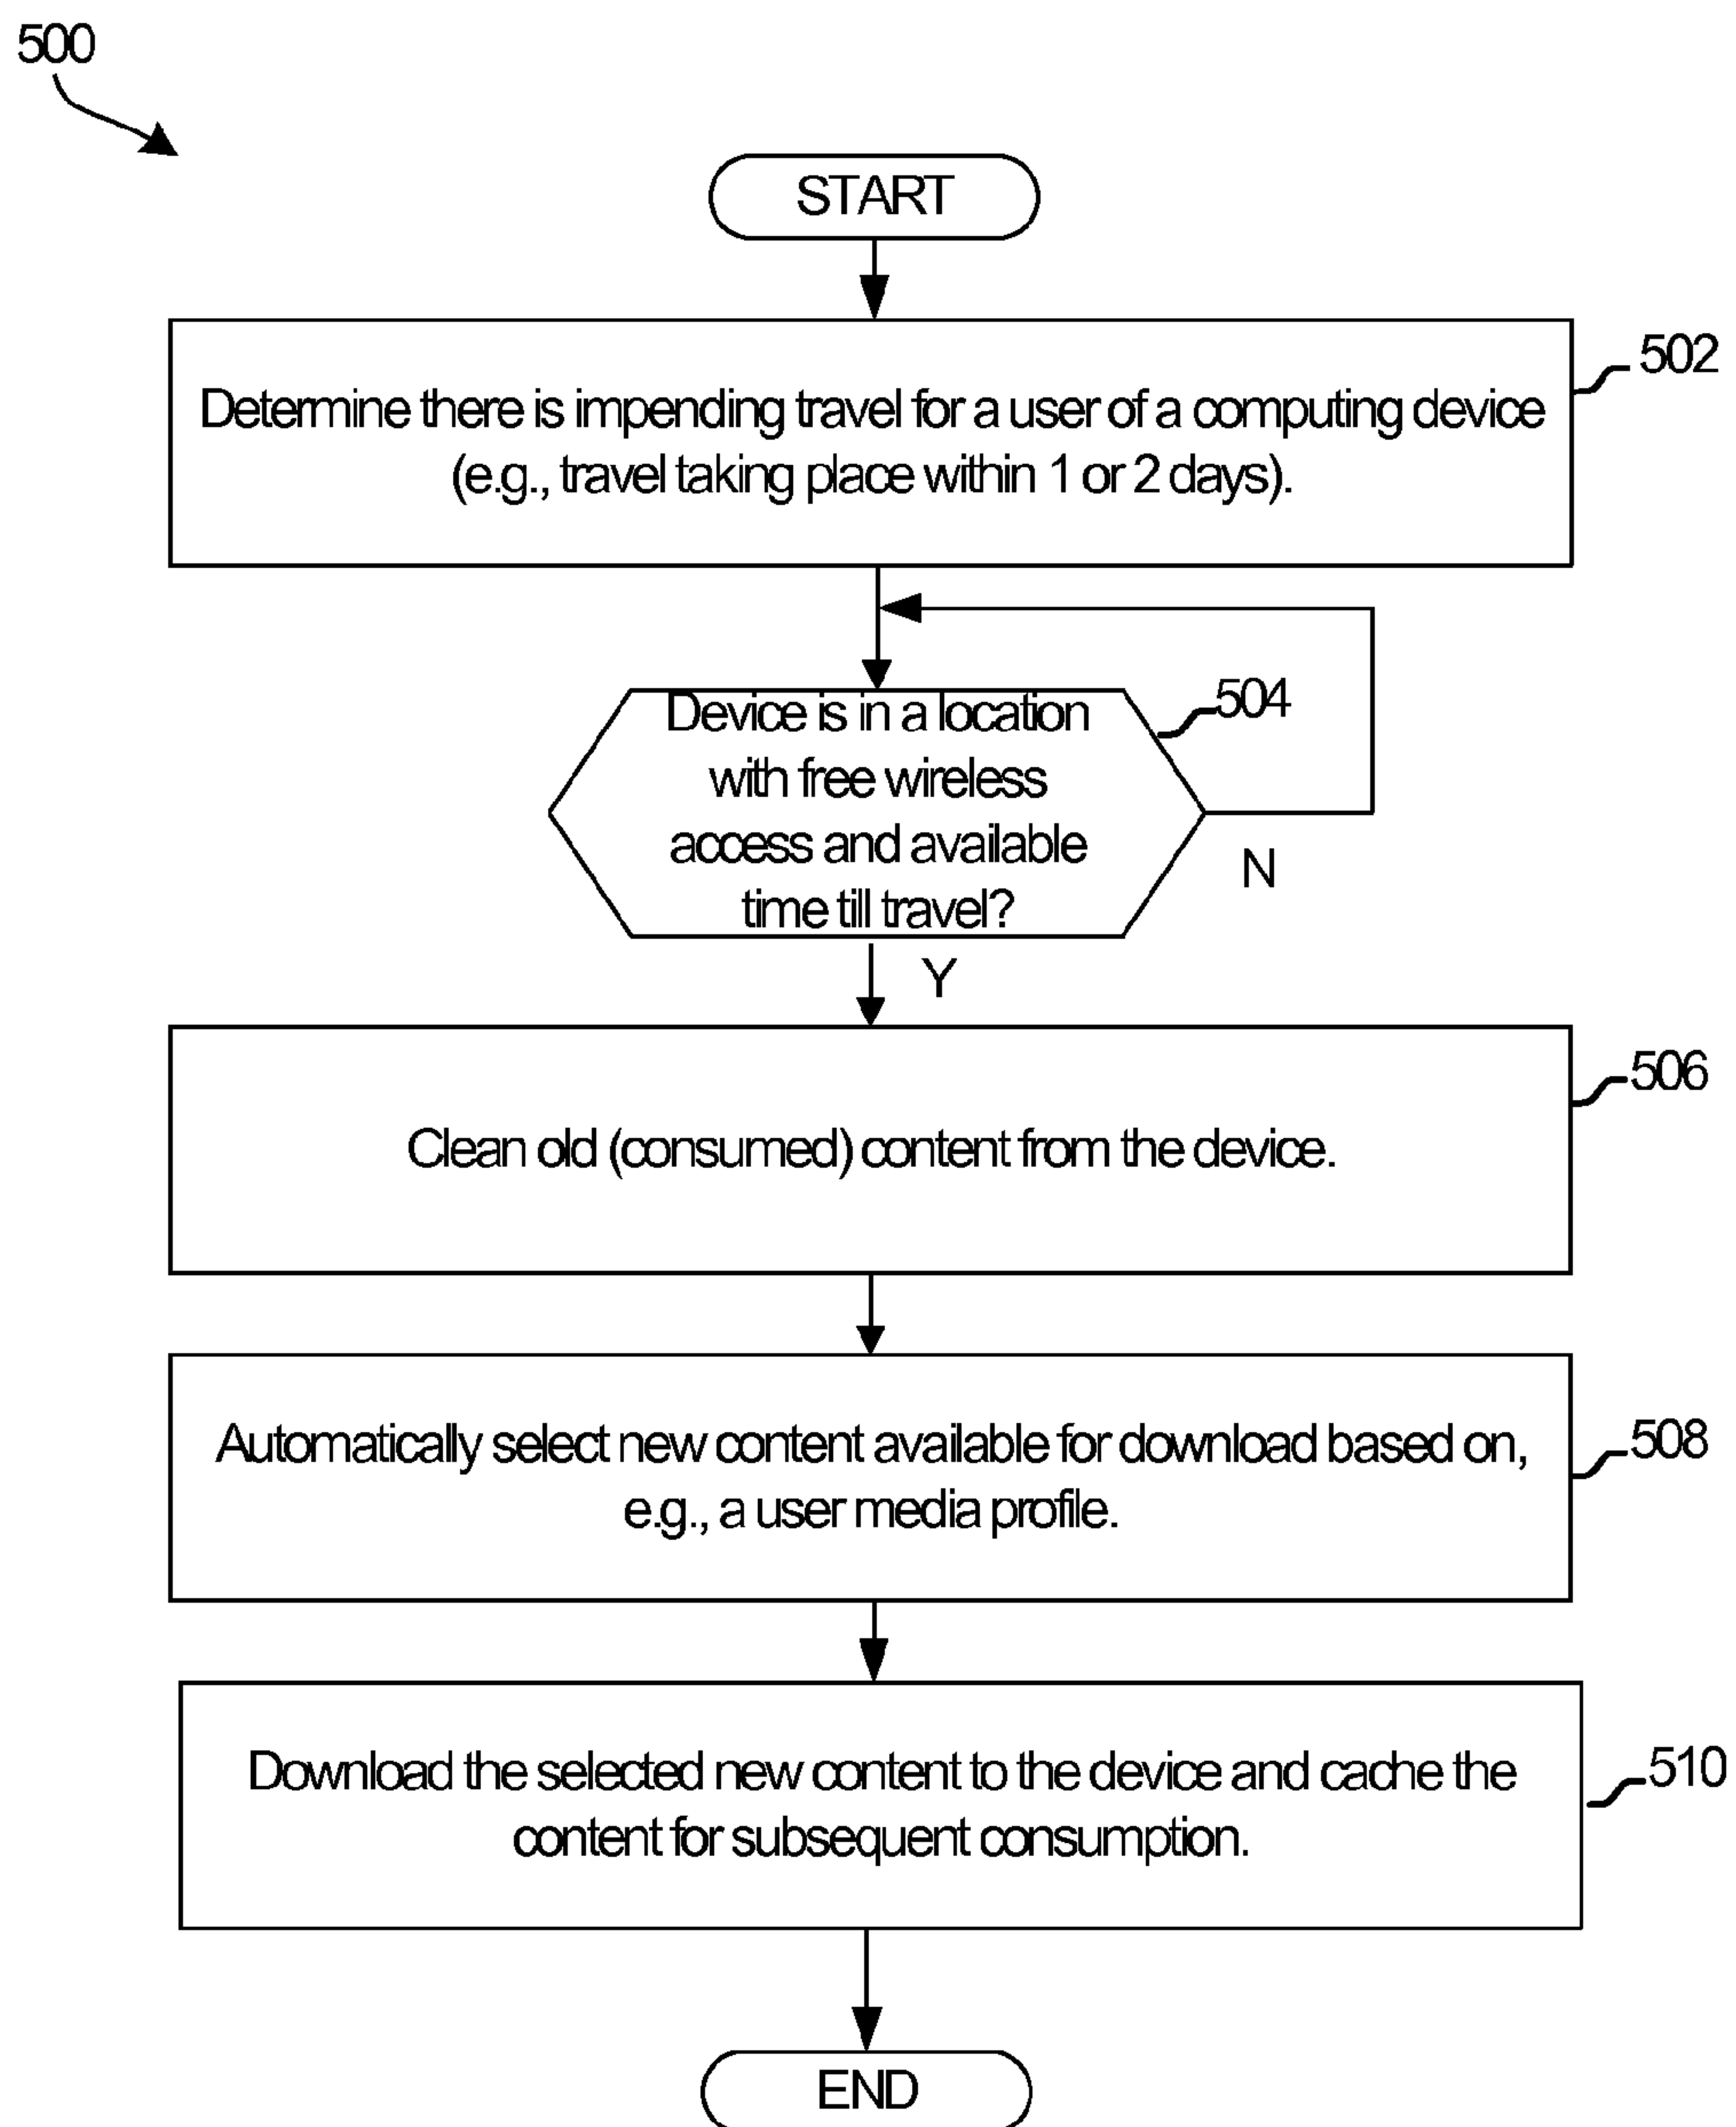 500
START
502
Determine there is impending travel for a user of a computing device
(e.g., travel taking place within 1 or 2 days).
504
Device is in a location
with free wireless
access and available
time till travel?
N
Y
506
Clean old (consumed) content from the device.
508
Automatically select new content available for download based on,
e.g., a user media profile.
510
Download the selected new content to the device and cache the
content for subsequent consumption.
END